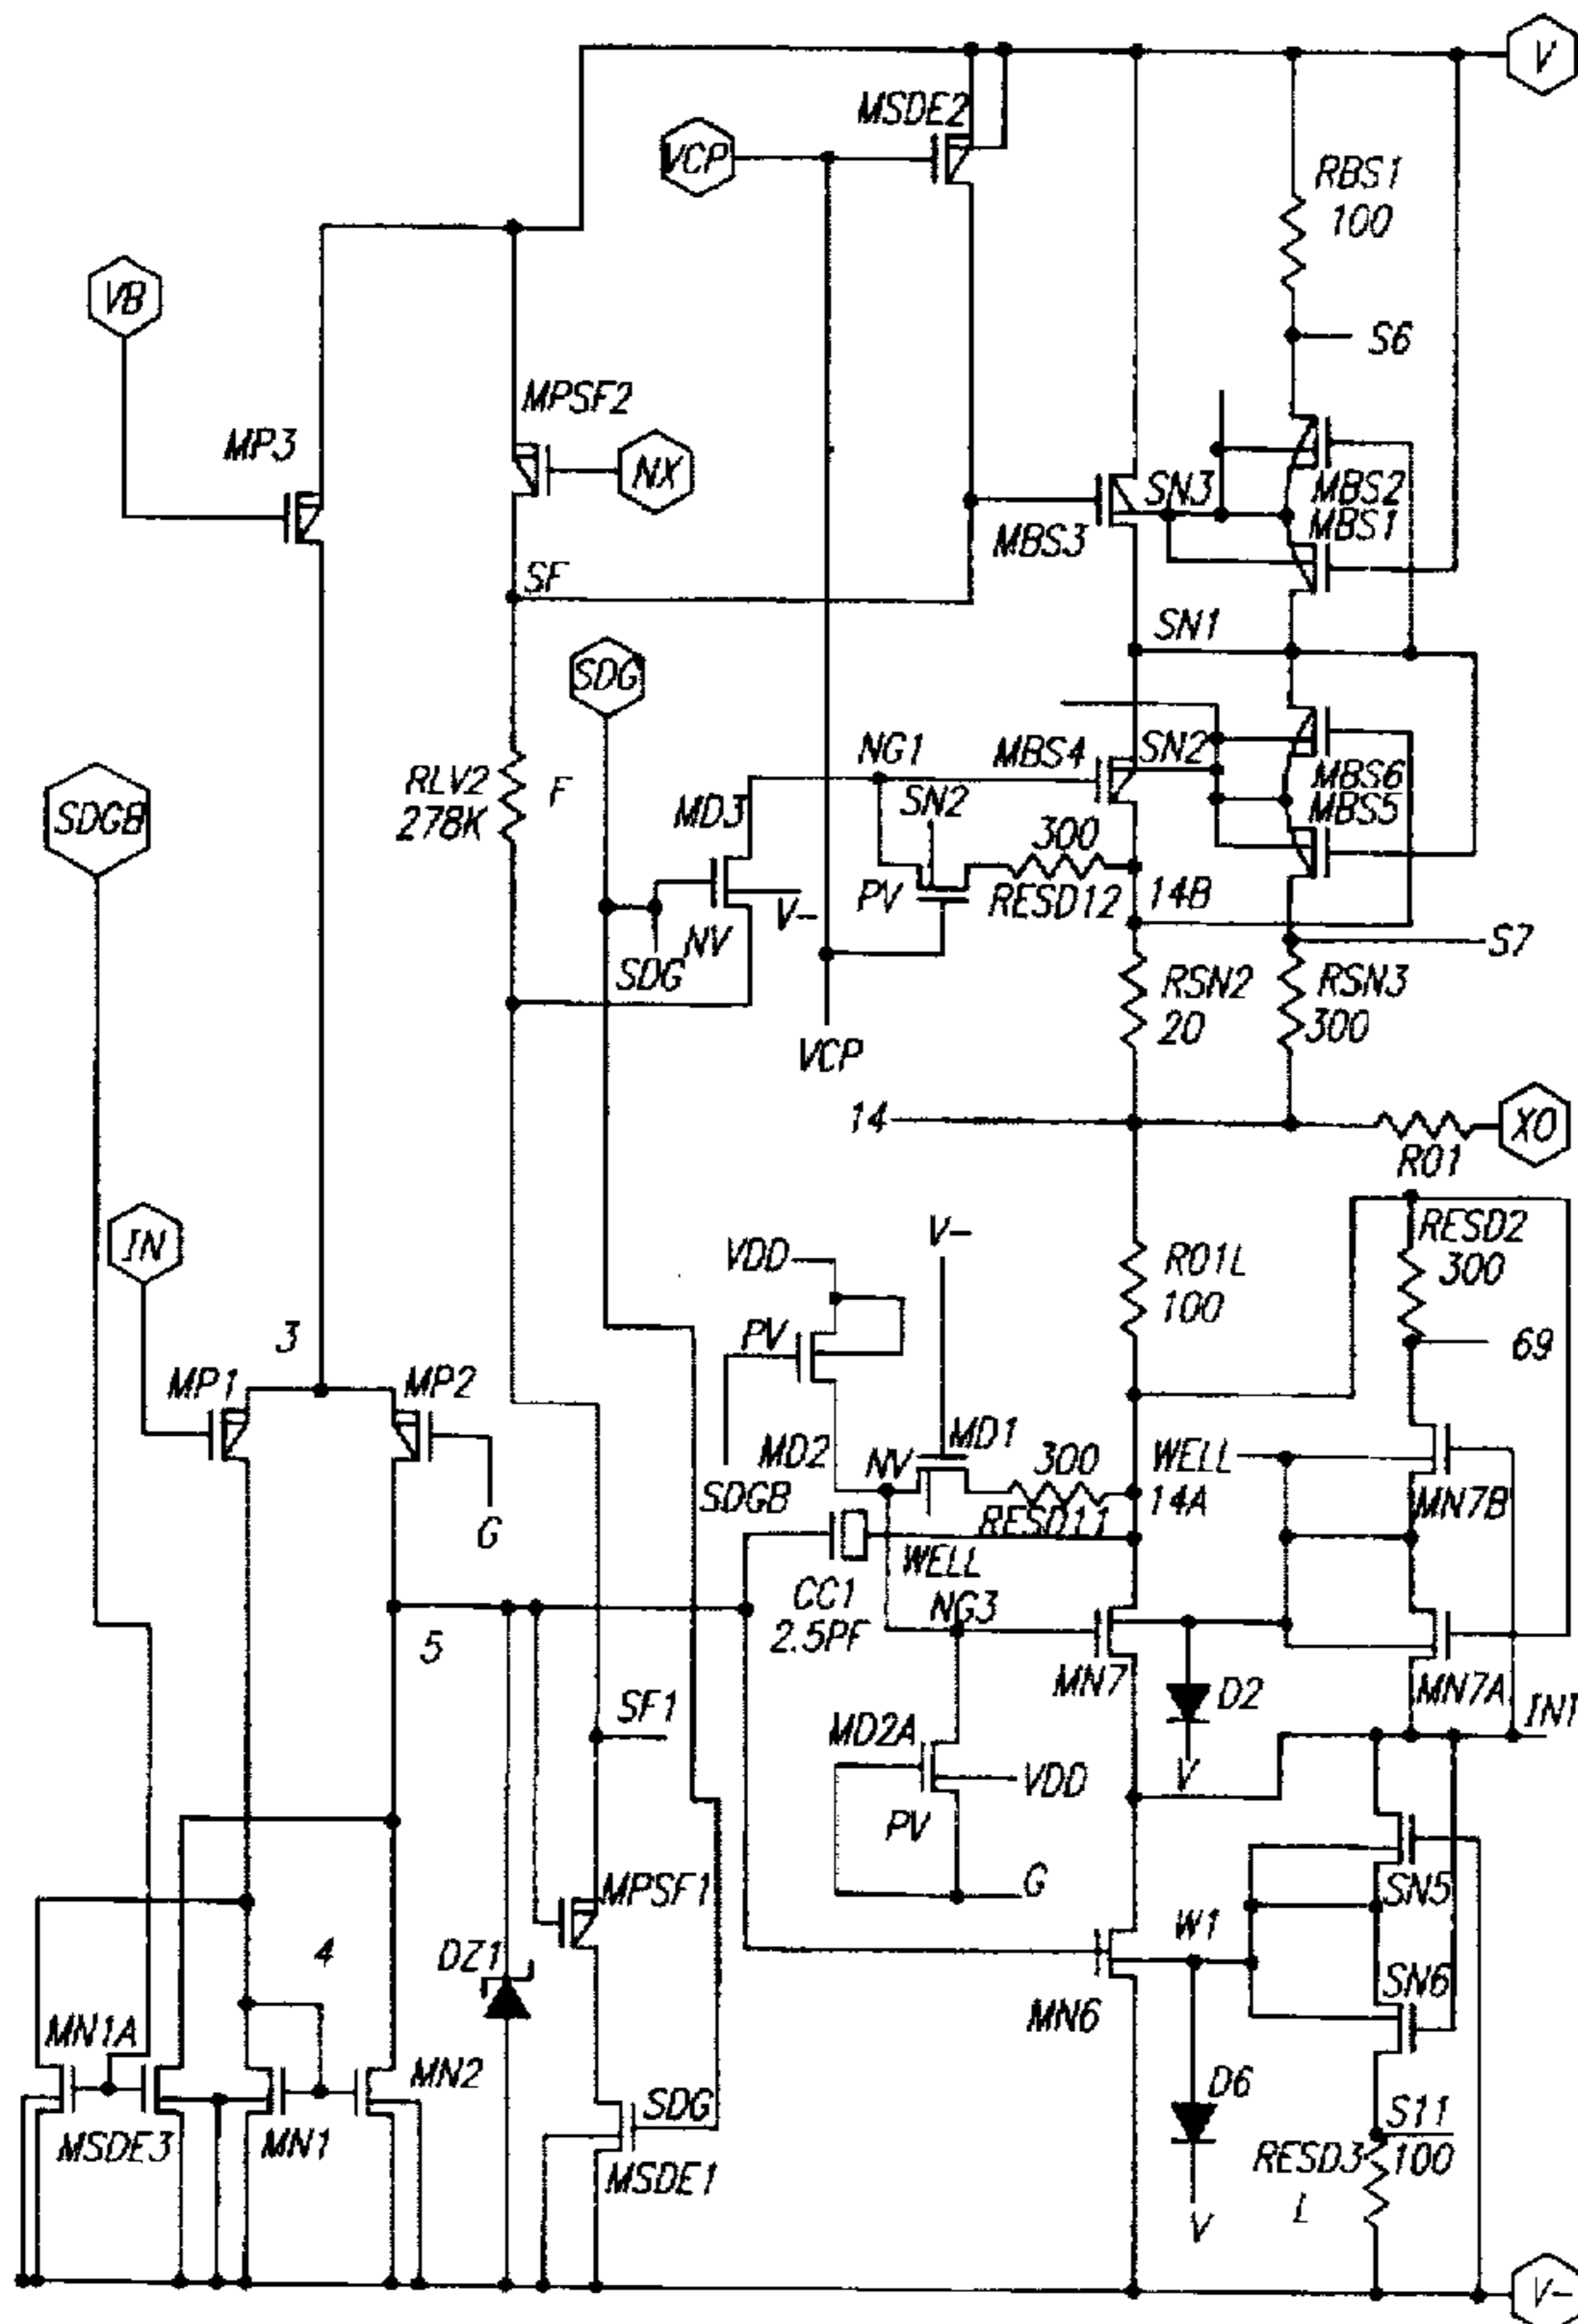 V
MSDE2
VCP
RBS1
100
VB
S6
MPSF2
MP3
NX
SN3
MBS2
MBS1
MBS3
SF
SN1
SDG
NG1
MBS4
SN2
MBS6
MBS5
RLV2
278K
F
MD3
SN2
300
SDGB
PV
RESD12
14B
V-
NV
SDG
S7
RSN2
20
RSN3
300
VCP
14
XO
R01
IN
V-
RESD2
300
VDD
R01L
100
3
PV
69
MP1
MP2
MD1
MD2
NV
300
WELL
14A
SDGB
G
RESD11
MN7B
WELL
CC1
2.5PF
NG3
5
MN7
MN7A
SF1
D2
INT
MD2A
V
VDD
PV
MPSF1
G
SN5
W1
4
DZ1
SN6
MN6
MN1A
MN2
D6
SDG
S11
MSDE3
MN1
MSDE1
RESD3
100
L
V
V-